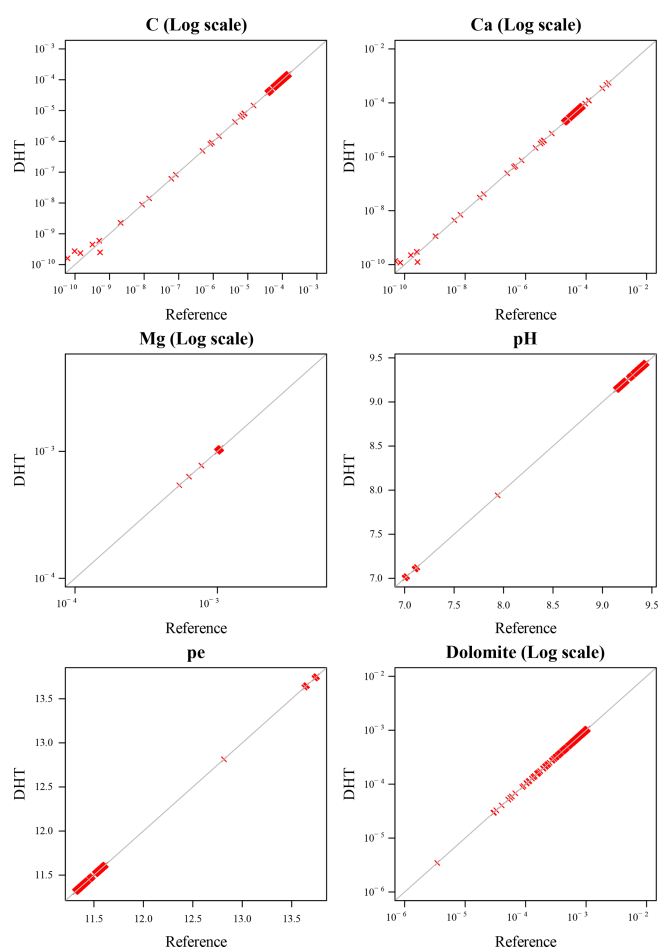 C (Log scale)
10⁻³
10⁻⁴
10⁻⁵
10⁻⁶
10⁻⁷
10⁻⁸
10⁻⁹
10⁻¹⁰
DHT
10⁻¹⁰ 10⁻⁹ 10⁻⁸ 10⁻⁷ 10⁻⁶ 10⁻⁵ 10⁻⁴ 10⁻³
Reference
Ca (Log scale)
10⁻²
10⁻⁴
10⁻⁶
10⁻⁸
10⁻¹⁰
DHT
10⁻¹⁰ 10⁻⁸ 10⁻⁶ 10⁻⁴ 10⁻²
Reference
Mg (Log scale)
10⁻³
10⁻⁴
DHT
10⁻⁴ 10⁻³
Reference
pH
9.5
9.0
8.5
8.0
7.5
7.0
DHT
7.0 7.5 8.0 8.5 9.0 9.5
Reference
pe
13.5
13.0
12.5
12.0
11.5
DHT
11.5 12.0 12.5 13.0 13.5
Reference
Dolomite (Log scale)
10⁻²
10⁻³
10⁻⁴
10⁻⁵
10⁻⁶
DHT
10⁻⁶ 10⁻⁵ 10⁻⁴ 10⁻³ 10⁻²
Reference